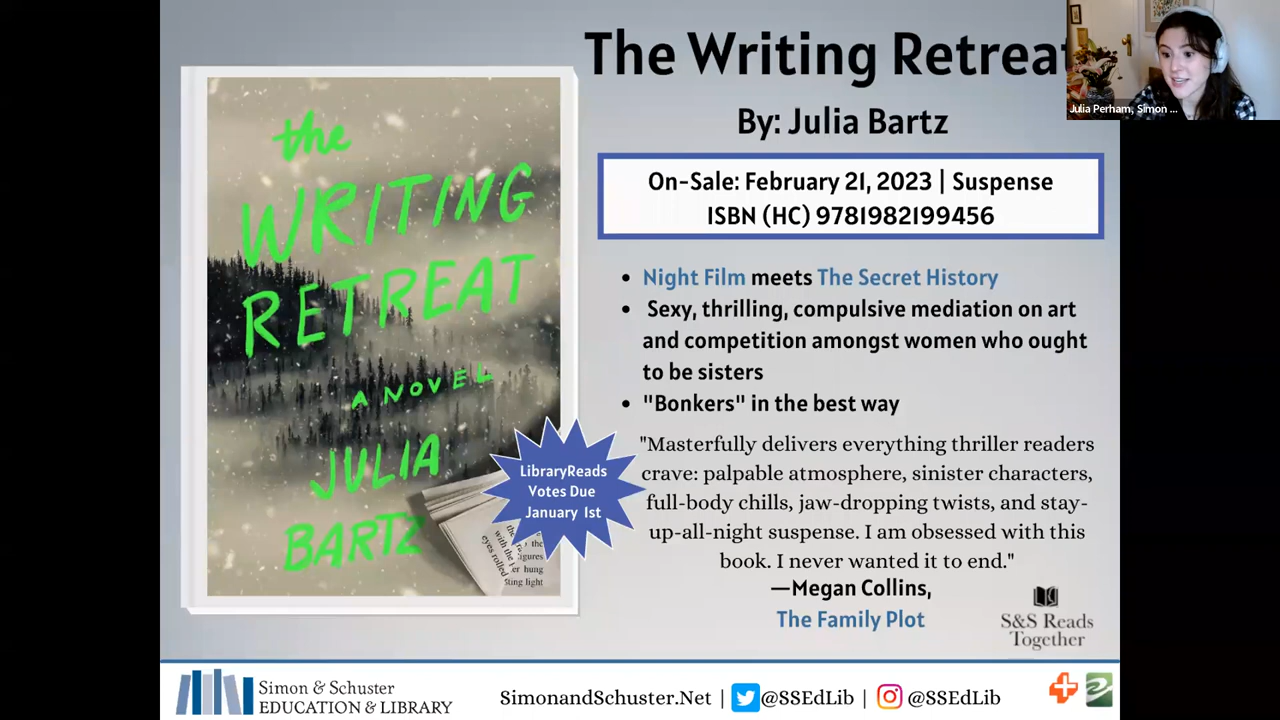 The Writing Retreat
By: Julia Bartz
Julia Perham, Simon ...
On-Sale: February 21, 2023 | Suspense
ISBN (HC) 9781982199456
the
WRITING
RETREAT
A NOVEL
JULIA
BARTZ
• Night Film meets The Secret History
• Sexy, thrilling, compulsive mediation on art
and competition amongst women who ought
to be sisters
• "Bonkers" in the best way
LibraryReads
Votes Due
January 1st
"Masterfully delivers everything thriller readers
crave: palpable atmosphere, sinister characters,
full-body chills, jaw-dropping twists, and stay-
up-all-night suspense. I am obsessed with this
book. I never wanted it to end."
—Megan Collins,
The Family Plot
S&S Reads
Together
Simon & Schuster
EDUCATION & LIBRARY
SimonandSchuster.Net | @SSEdLib | @SSEdLib